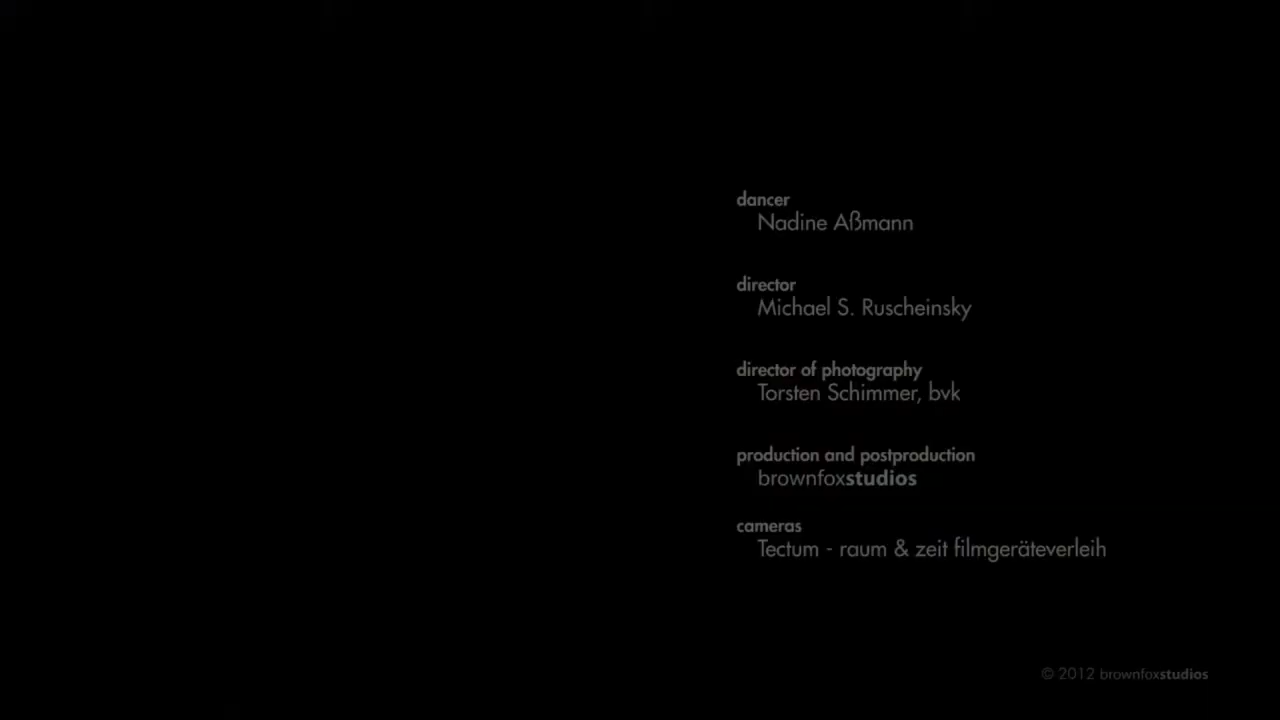 dancer
Nadine Aßmann
director
Michael S. Ruscheinsky
director of photography
Torsten Schimmer, bvk
production and postproduction
brownfoxstudios
cameras
Tectum - raum & zeit filmgeräteverleih
© 2012 brownfoxstudios